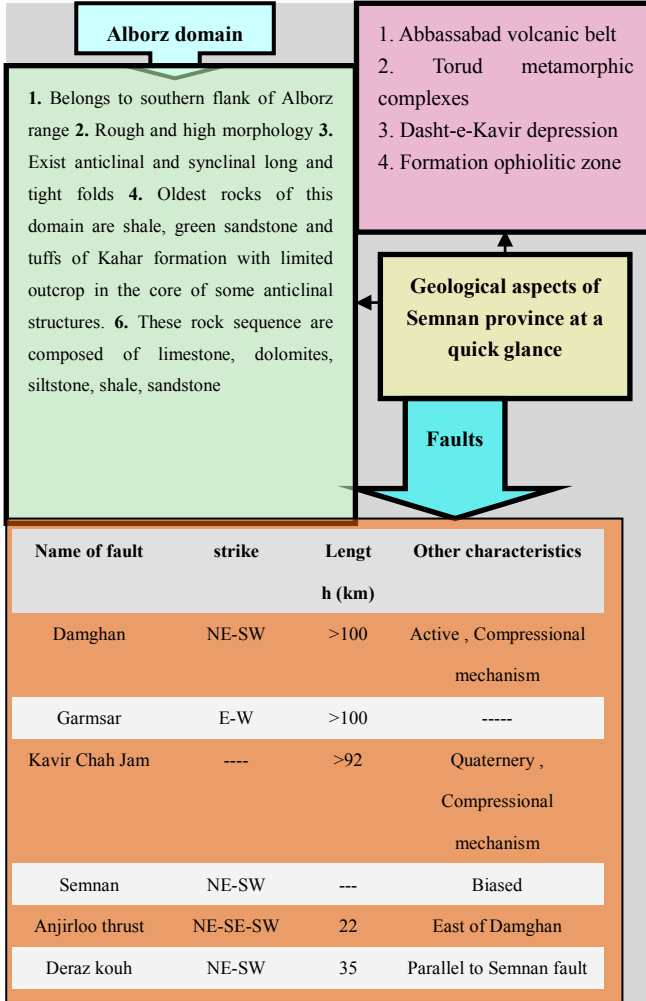 Alborz domain
1. Belongs to southern flank of Alborz
range 2. Rough and high morphology 3.
Exist anticlinal and synclinal long and
tight folds 4. Oldest rocks of this
domain are shale, green sandstone and
tuffs of Kahar formation with limited
outcrop in the core of some anticlinal
structures. 6. These rock sequence are
composed of limestone, dolomites,
siltstone, shale, sandstone
1. Abbassabad volcanic belt
2. Torud metamorphic
complexes
3. Dasht-e-Kavir depression
4. Formation ophiolitic zone
Geological aspects of
Semnan province at a
quick glance
Faults
Name of fault strike Lengt Other characteristics
h (km)
Damghan NE-SW >100 Active , Compressional
mechanism
Garmsar E-W >100 -----
Kavir Chah Jam ---- >92 Quaternery ,
Compressional
mechanism
Semnan NE-SW --- Biased
Anjirloo thrust NE-SE-SW 22 East of Damghan
Deraz kouh NE-SW 35 Parallel to Semnan fault